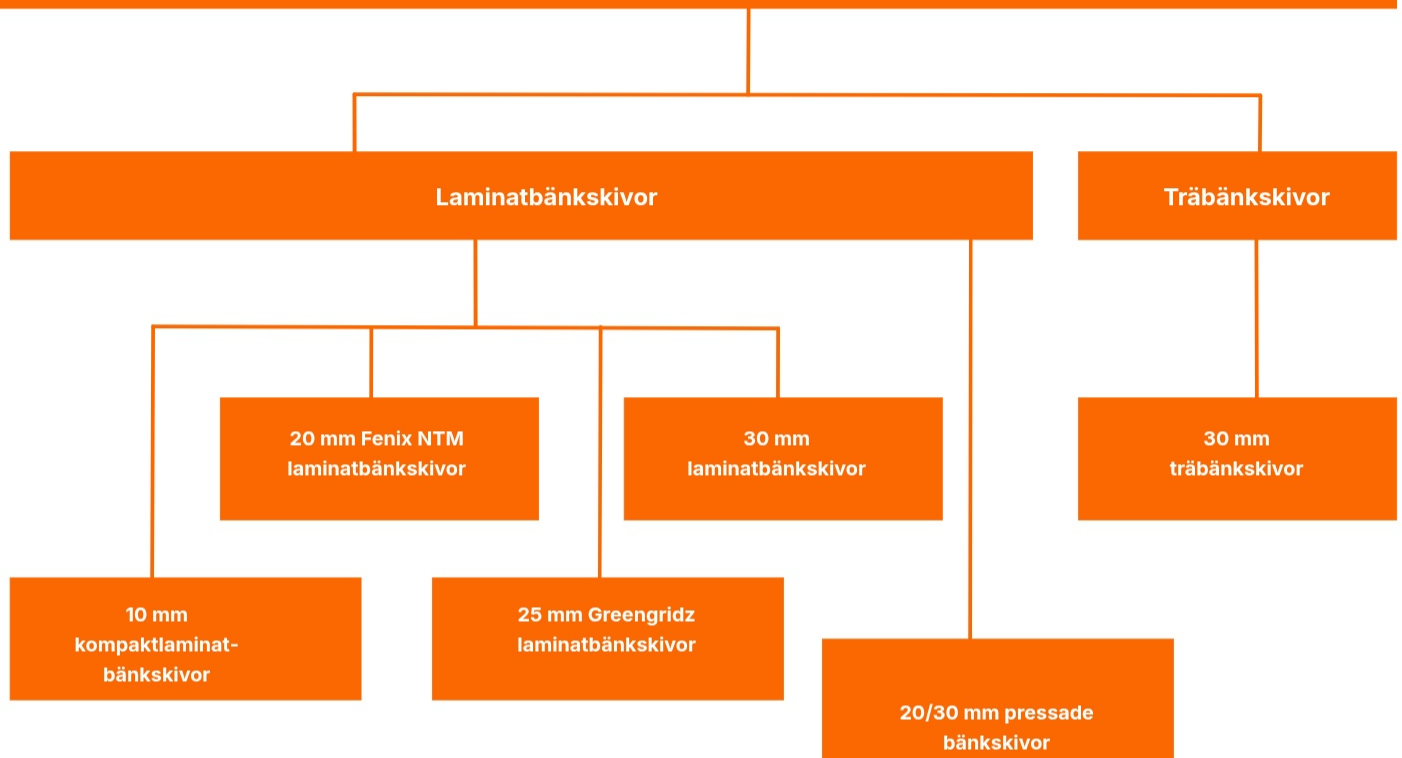 Laminatbänkskivor
Träbänkskivor
20 mm Fenix NTM
laminatbänkskivor
30 mm
laminatbänkskivor
30 mm
träbänkskivor
10 mm
kompaktlaminat-
bänkskivor
25 mm Greengridz
laminatbänkskivor
20/30 mm pressade
bänkskivor